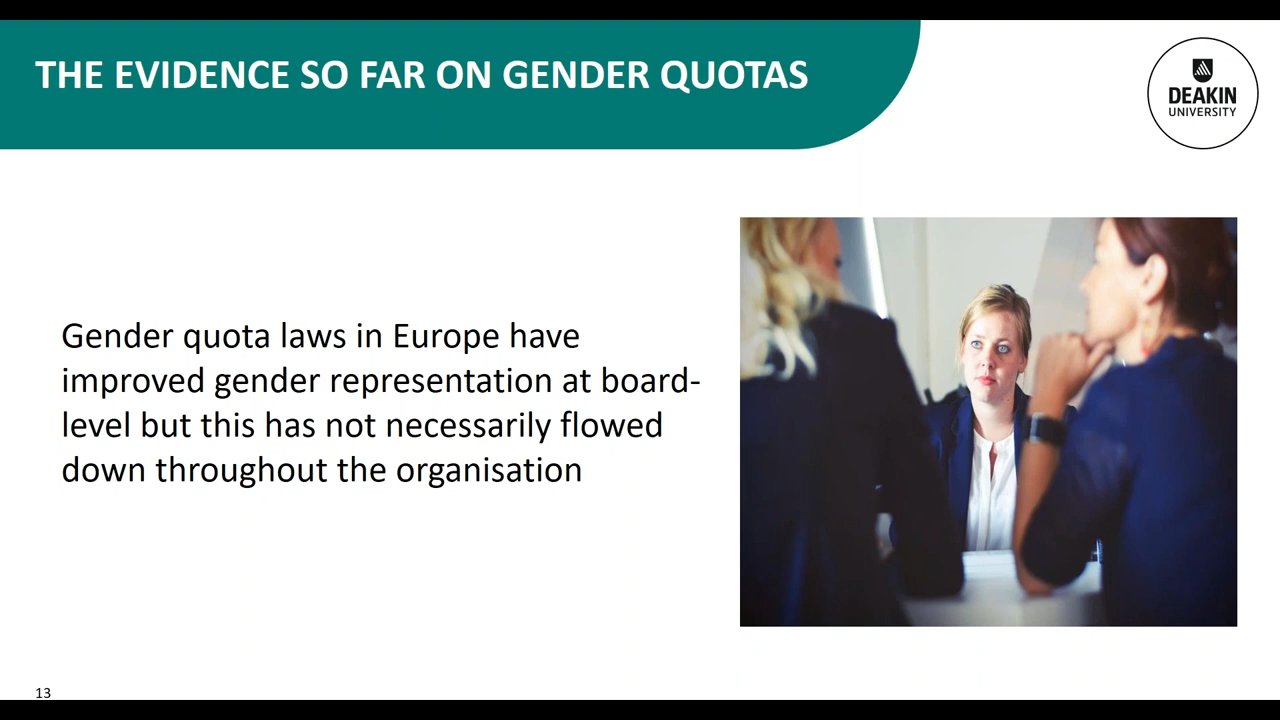 THE EVIDENCE SO FAR ON GENDER QUOTAS
DEAKIN
UNIVERSITY
Gender quota laws in Europe have
improved gender representation at board-
level but this has not necessarily flowed
down throughout the organisation
13